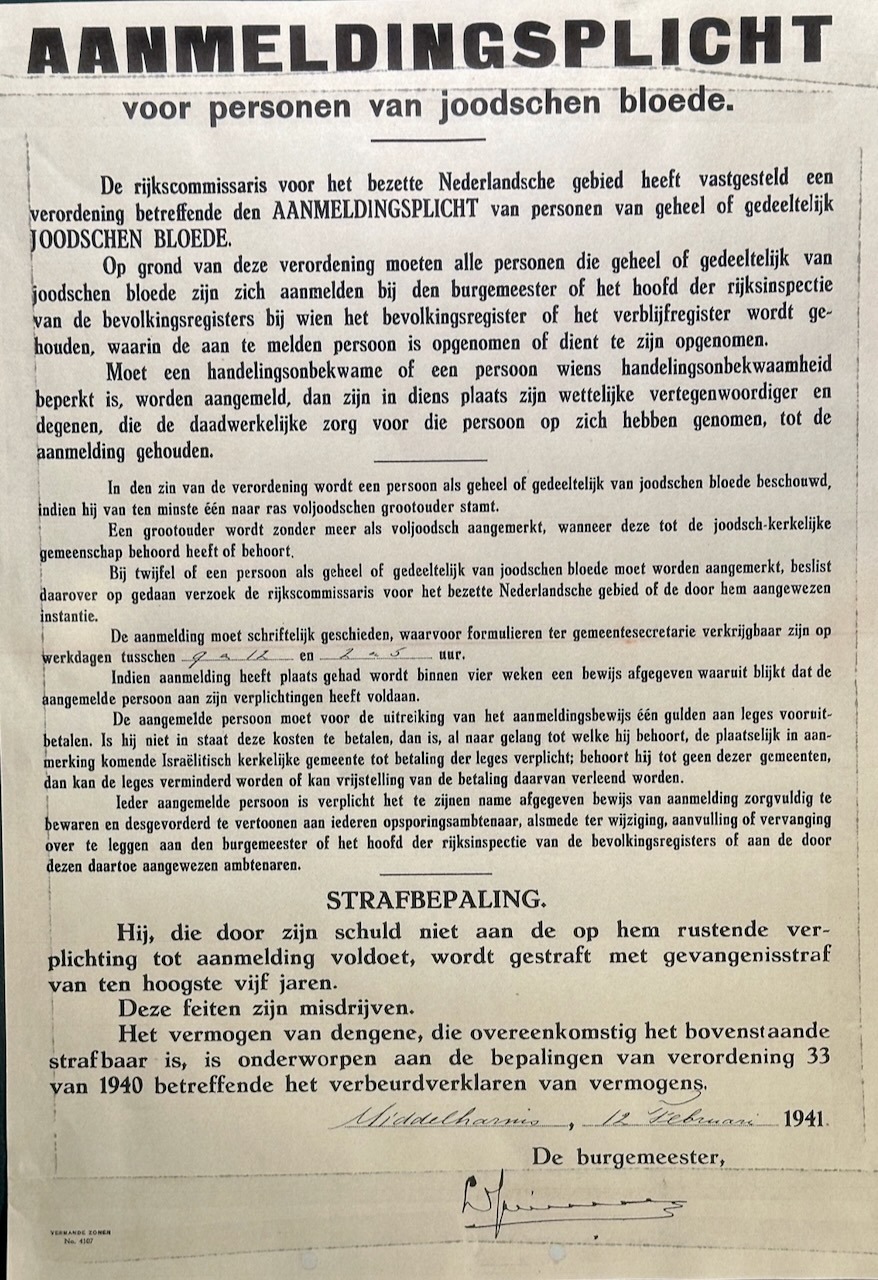 AANMELDINGSPLICHT
voor personen van joodschen bloede.
De rijkscommissaris voor het bezette Nederlandsche gebied heeft vastgesteld een
verordening betreffende den AANMELDINGSPLICHT van personen van geheel of gedeeltelijk
JOODSCHEN BLOEDE.
Op grond van deze verordening moeten alle personen die geheel of gedeeltelijk van
joodschen bloede zijn zich aanmelden bij den burgemeester of het hoofd der rijksinspectie
van de bevolkingsregisters bij wien het bevolkingsregister of het verblijfregister wordt ge-
houden, waarin de aan te melden persoon is opgenomen of dient te zijn opgenomen.
Moet een handelingsonbekwame of een persoon wiens handelingsonbekwaamheid
beperkt is, worden aangemeld, dan zijn in diens plaats zijn wettelijke vertegenwoordiger en
degenen, die de daadwerkelijke zorg voor die persoon op zich hebben genomen, tot de
aanmelding gehouden.
In den zin van de verordening wordt een persoon als geheel of gedeeltelijk van joodschen bloede beschouwd,
indien hij van ten minste één naar ras voljoodschen grootouder stamt.
Een grootouder wordt zonder meer als voljoodsch aangemerkt, wanneer deze tot de joodsch-kerkelijke
gemeenschap behoord heeft of behoort.
Bij twijfel of een persoon als geheel of gedeeltelijk van joodschen bloede moet worden aangemerkt, beslist
daarover op gedaan verzoek de rijkscommissaris voor het bezette Nederlandsche gebied of de door hem aangewezen
instantie.
De aanmelding moet schriftelijk geschieden, waarvoor formulieren ter gemeentesecretarie verkrijgbaar zijn op
werkdagen tusschen 9 a 12 en 2 a 5 uur.
Indien aanmelding heeft plaats gehad wordt binnen vier weken een bewijs afgegeven waaruit blijkt dat de
aangemelde persoon aan zijn verplichtingen heeft voldaan.
De aangemelde persoon moet voor de uitreiking van het aanmeldingsbewijs één gulden aan leges vooruit-
betalen. Is hij niet in staat deze kosten te betalen, dan is, al naar gelang tot welke hij behoort, de plaatselijk in aan-
merking komende Israëlitisch kerkelijke gemeente tot betaling der leges verplicht; behoort hij tot geen dezer gemeenten,
dan kan de leges verminderd worden of kan vrijstelling van de betaling daarvan verleend worden.
Ieder aangemelde persoon is verplicht het te zijnen name afgegeven bewijs van aanmelding zorgvuldig te
bewaren en desgevorderd te vertoonen aan iederen opsporingsambtenaar, alsmede ter wijziging, aanvulling of vervanging
over te leggen aan den burgemeester of het hoofd der rijksinspectie van de bevolkingsregisters of aan de door
dezen daartoe aangewezen ambtenaren.
STRAFBEPALING.
Hij, die door zijn schuld niet aan de op hem rustende ver-
plichting tot aanmelding voldoet, wordt gestraft met gevangenisstraf
van ten hoogste vijf jaren.
Deze feiten zijn misdrijven.
Het vermogen van dengene, die overeenkomstig het bovenstaande
strafbaar is, is onderworpen aan de bepalingen van verordening 33
van 1940 betreffende het verbeurdverklaren van vermogens.
Middelharnis, 12 Februari 1941.
De burgemeester,
VERMANDE ZONEN
No. 4107